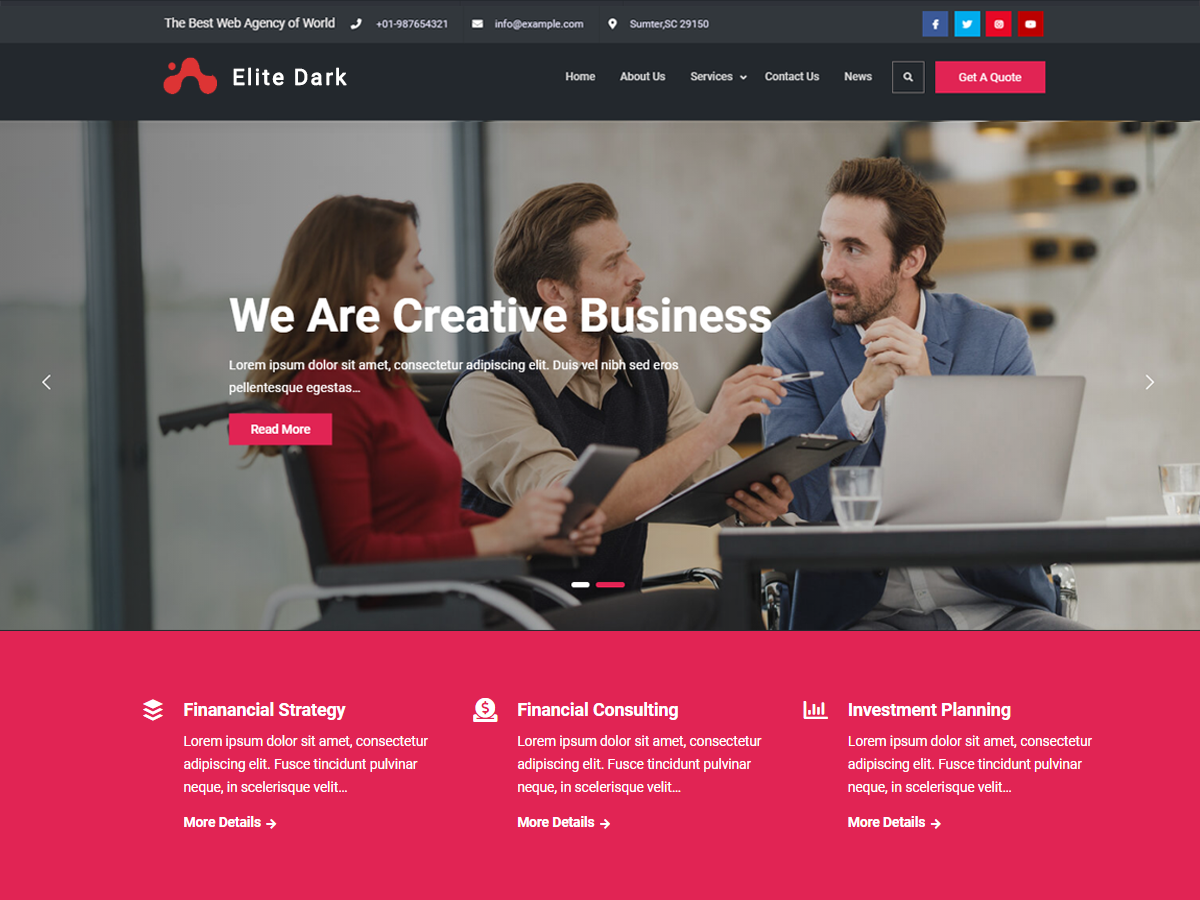 The Best Web Agency of World
+01-987654321
info@example.com
Sumter,SC 29150
Elite Dark
Home
About Us
Services
Contact Us
News
Get A Quote
We Are Creative Business
Lorem ipsum dolor sit amet, consectetur adipiscing elit. Duis vel nibh sed eros
pellentesque egestas...
Read More
Finanancial Strategy
Lorem ipsum dolor sit amet, consectetur
adipiscing elit. Fusce tincidunt pulvinar
neque, in scelerisque velit...
More Details
Financial Consulting
Lorem ipsum dolor sit amet, consectetur
adipiscing elit. Fusce tincidunt pulvinar
neque, in scelerisque velit...
More Details
Investment Planning
Lorem ipsum dolor sit amet, consectetur
adipiscing elit. Fusce tincidunt pulvinar
neque, in scelerisque velit...
More Details